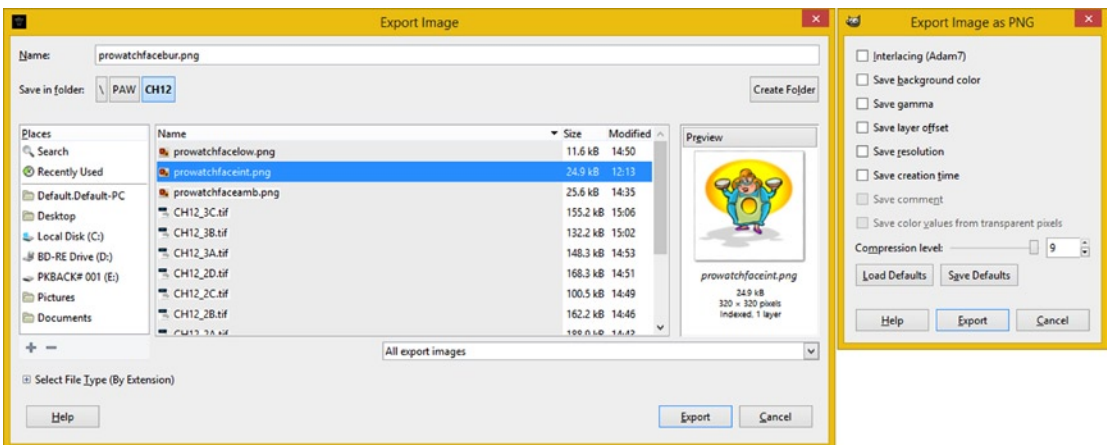 Export Image
Name: prowatchfacebur.png
Save in folder: \ PAW CH12 Create Folder
Places
Search
Recently Used
Default.Default-PC
Desktop
Local Disk (C:)
BD-RE Drive (D:)
PKBACK# 001 (E:)
Pictures
Documents
Name Size Modified
prowatchfacelow.png 11.6 kB 14:50
prowatchfaceint.png 24.9 kB 12:13
prowatchfaceamb.png 25.6 kB 14:35
CH12_3C.tif 155.2 kB 15:06
CH12_3B.tif 132.2 kB 15:02
CH12_3A.tif 148.3 kB 14:53
CH12_2D.tif 168.3 kB 14:51
CH12_2C.tif 100.5 kB 14:49
CH12_2B.tif 162.2 kB 14:46
CH12_2A.tif 14:42
Preview
prowatchfaceint.png
24.9 kB
320 × 320 pixels
Indexed, 1 layer
All export images
Select File Type (By Extension)
Help Export Cancel
Export Image as PNG
Interlacing (Adam7)
Save background color
Save gamma
Save layer offset
Save resolution
Save creation time
Save comment
Save color values from transparent pixels
Compression level: 9
Load Defaults Save Defaults
Help Export Cancel